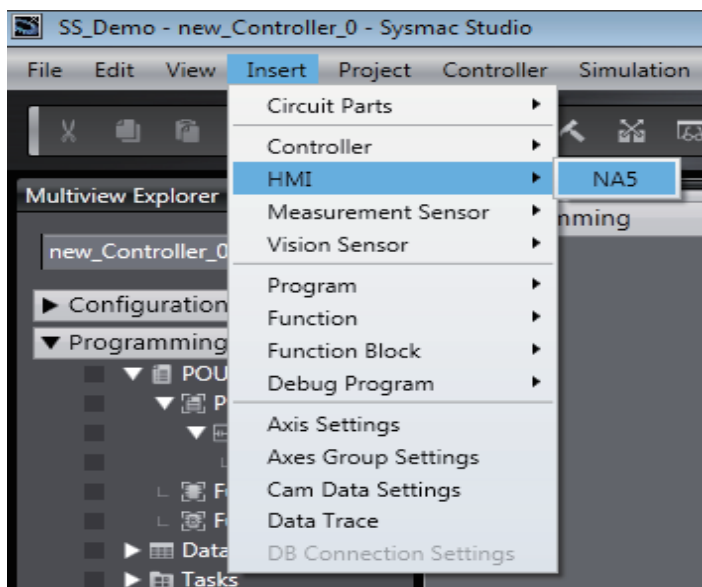 SS_Demo - new_Controller_0 - Sysmac Studio
File Edit View Insert Project Controller Simulation
Circuit Parts
Controller
HMI
NA5
Measurement Sensor
Vision Sensor
Program
Function
Function Block
Debug Program
Axis Settings
Axes Group Settings
Cam Data Settings
Data Trace
DB Connection Settings
Multiview Explorer
new_Controller_0
Configuration
Programming
POU
P
F
F
Data
Tasks
mming